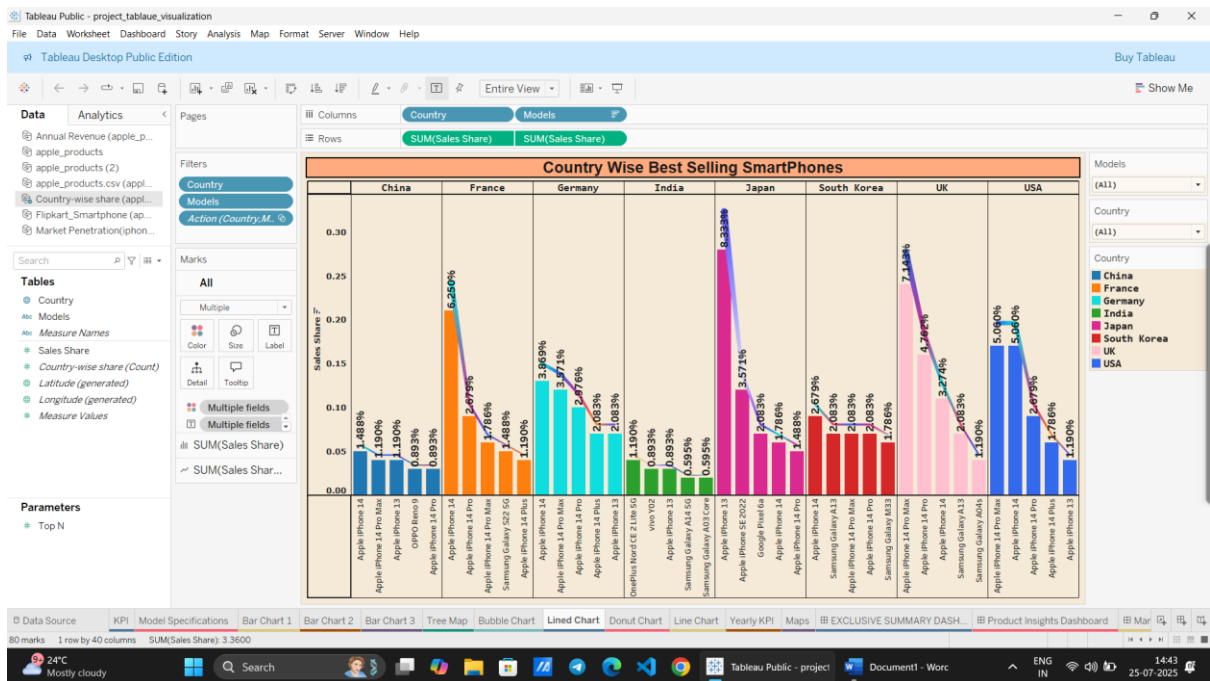 Tableau Public - project_tablaue_visualization
File Data Worksheet Dashboard Story Analysis Map Format Server Window Help
Tableau Desktop Public Edition
Buy Tableau
Entire View
Show Me
Data Analytics
Annual Revenue (apple_p...
apple_products
apple_products (2)
apple_products.csv (appl...
Country-wise share (appl...
Flipkart_Smartphone (ap...
Market Penetration(iphon...
Search
Tables
Country
Abc Models
Abc Measure Names
# Sales Share
# Country-wise share (Count)
Latitude (generated)
Longitude (generated)
# Measure Values
Parameters
# Top N
Pages
Filters
Country
Models
Action (Country,M..
Marks
All
Multiple
Color Size Label
Detail Tooltip
Multiple fields
Multiple fields
SUM(Sales Share)
SUM(Sales Shar...
Columns Country Models
Rows SUM(Sales Share) SUM(Sales Share)
Country Wise Best Selling SmartPhones
China France Germany India Japan South Korea UK USA
Sales Share
0.30
0.25
0.20
0.15
0.10
0.05
0.00
1.488% 1.190% 1.190% 0.893% 0.893%
6.250% 2.679% 1.786% 1.488% 1.190%
3.869% 3.571% 2.976% 2.083% 2.083%
1.190% 0.893% 0.893% 0.595% 0.595%
8.333% 3.571% 2.083% 1.786% 1.488%
2.679% 2.083% 2.083% 2.083% 1.786%
7.143% 4.762% 3.274% 2.083% 1.190%
5.060% 5.060% 2.679% 1.786% 1.190%
Apple iPhone 14
Apple iPhone 14 Pro Max
Apple iPhone 13
OPPO Reno 9
Apple iPhone 14 Pro
Apple iPhone 14
Apple iPhone 14 Pro
Apple iPhone 14 Pro Max
Samsung Galaxy S22 5G
Apple iPhone 14 Plus
Apple iPhone 14
Apple iPhone 14 Pro Max
Apple iPhone 14 Pro
Apple iPhone 14 Plus
Apple iPhone 13
OnePlus Nord CE 2 Lite 5G
vivo Y02
Apple iPhone 13
Samsung Galaxy A14 5G
Samsung Galaxy A03 Core
Apple iPhone 13
Apple iPhone SE 2022
Google Pixel 6a
Apple iPhone 14
Apple iPhone 14 Pro
Apple iPhone 14
Samsung Galaxy A13
Apple iPhone 14 Pro Max
Apple iPhone 14 Pro
Samsung Galaxy M33
Apple iPhone 14 Pro Max
Apple iPhone 14 Pro
Apple iPhone 14
Samsung Galaxy A13
Samsung Galaxy A04s
Apple iPhone 14 Pro Max
Apple iPhone 14
Apple iPhone 14 Pro
Apple iPhone 14 Plus
Apple iPhone 13
Models
(All)
Country
(All)
Country
China
France
Germany
India
Japan
South Korea
UK
USA
Data Source KPI Model Specifications Bar Chart 1 Bar Chart 2 Bar Chart 3 Tree Map Bubble Chart Lined Chart Donut Chart Line Chart Yearly KPI Maps EXCLUSIVE SUMMARY DASH... Product Insights Dashboard Mar
80 marks 1 row by 40 columns SUM(Sales Share): 3.3600
24°C
Mostly cloudy
Search
Tableau Public - project
Document1 - Word
ENG
IN
14:43
25-07-2025